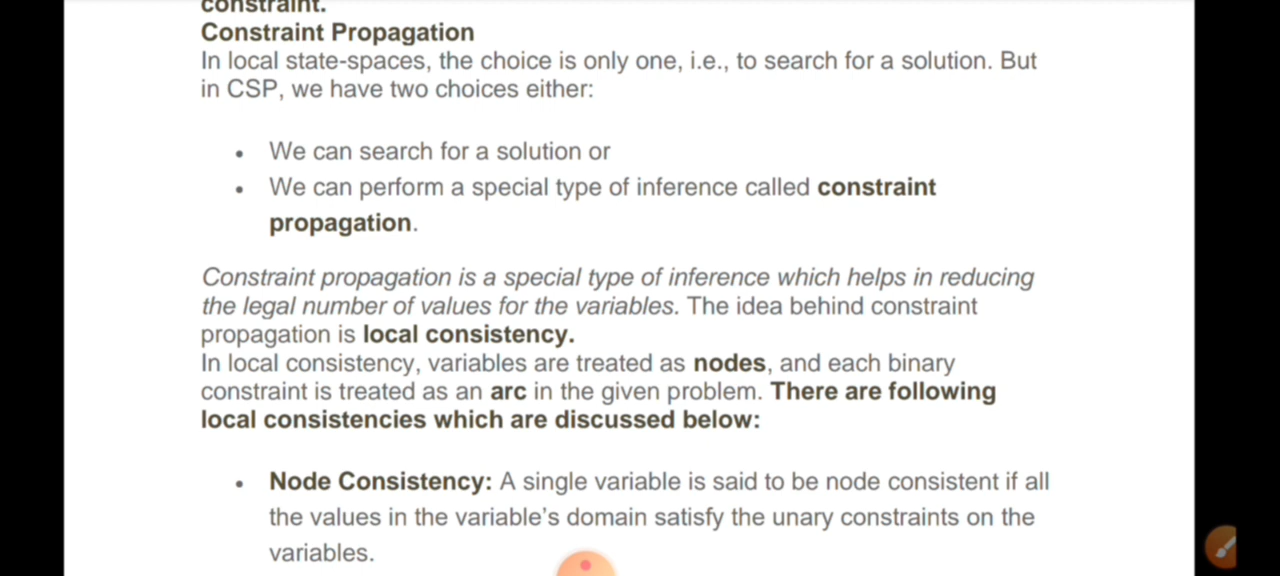 constraint.
Constraint Propagation
In local state-spaces, the choice is only one, i.e., to search for a solution. But
in CSP, we have two choices either:
• We can search for a solution or
• We can perform a special type of inference called constraint
propagation.
Constraint propagation is a special type of inference which helps in reducing
the legal number of values for the variables. The idea behind constraint
propagation is local consistency.
In local consistency, variables are treated as nodes, and each binary
constraint is treated as an arc in the given problem. There are following
local consistencies which are discussed below:
• Node Consistency: A single variable is said to be node consistent if all
the values in the variable’s domain satisfy the unary constraints on the
variables.